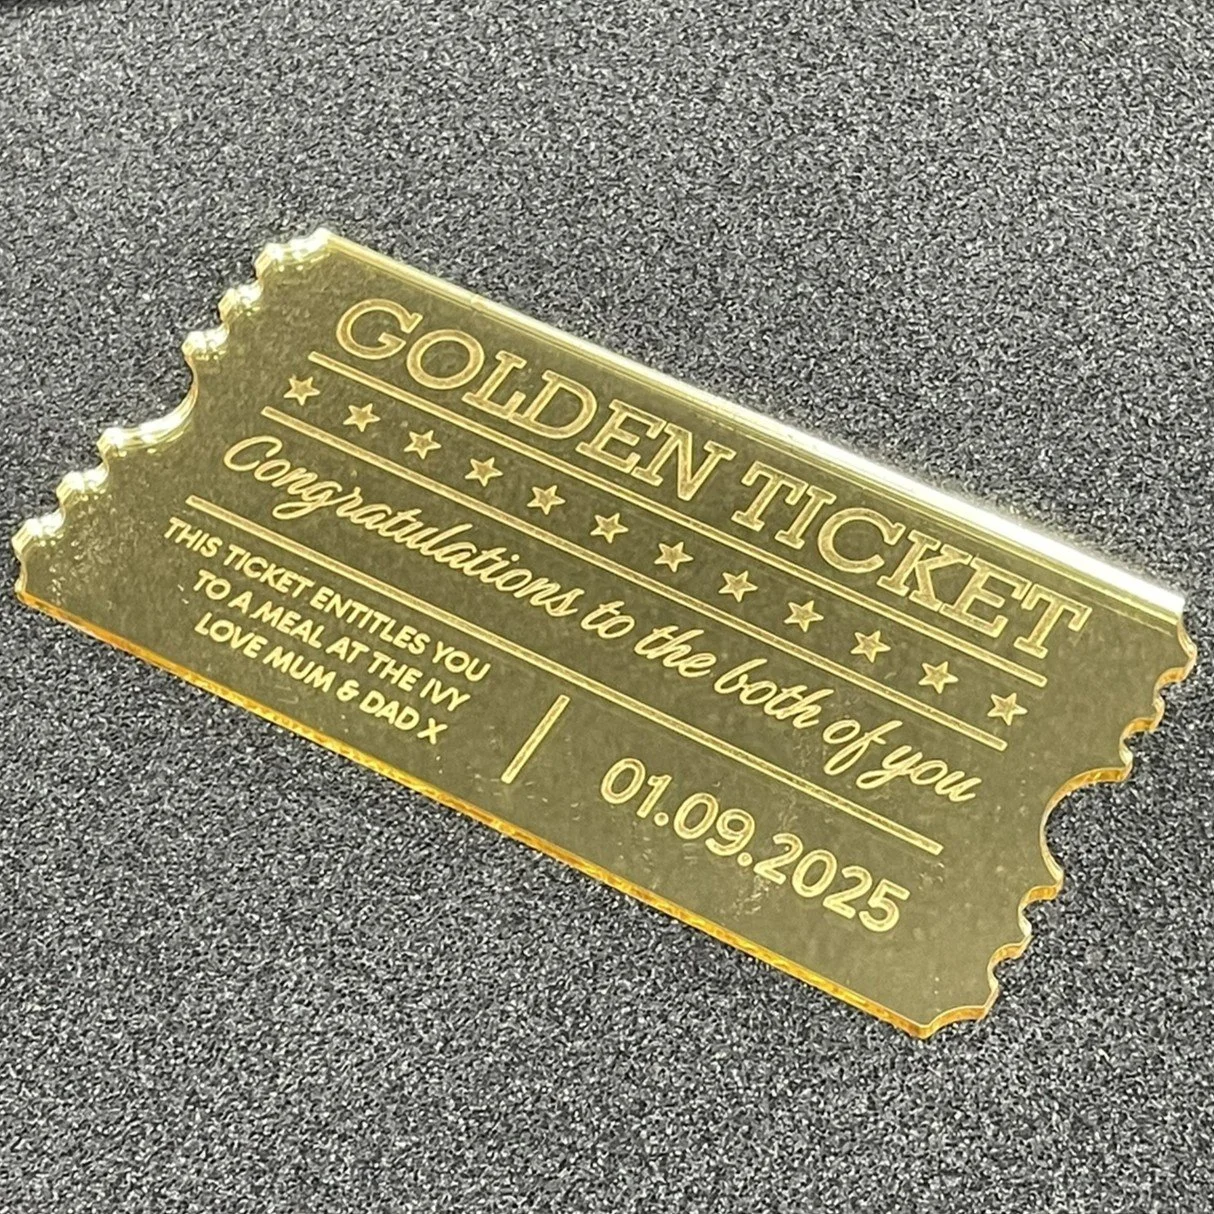 GOLDEN TICKET
Congratulations to the both of you
THIS TICKET ENTITLES YOU
TO A MEAL AT THE IVY
LOVE MUM & DAD X
01.09.2025